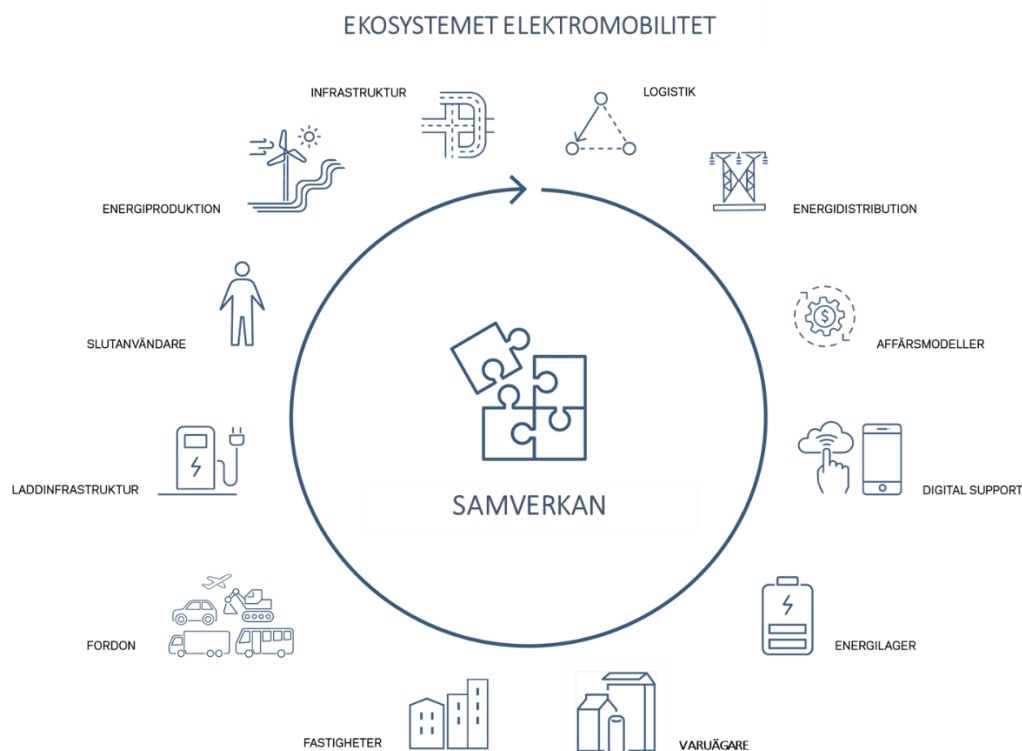 EKOSYSTEMET ELEKTROMOBILITET
INFRASTRUKTUR
LOGISTIK
ENERGIPRODUKTION
ENERGIDISTRIBUTION
SLUTANVÄNDARE
$
AFFÄRSMODELLER
LADDINFRASTRUKTUR
SAMVERKAN
DIGITAL SUPPORT
FORDON
ENERGILAGER
FASTIGHETER
VARUÄGARE